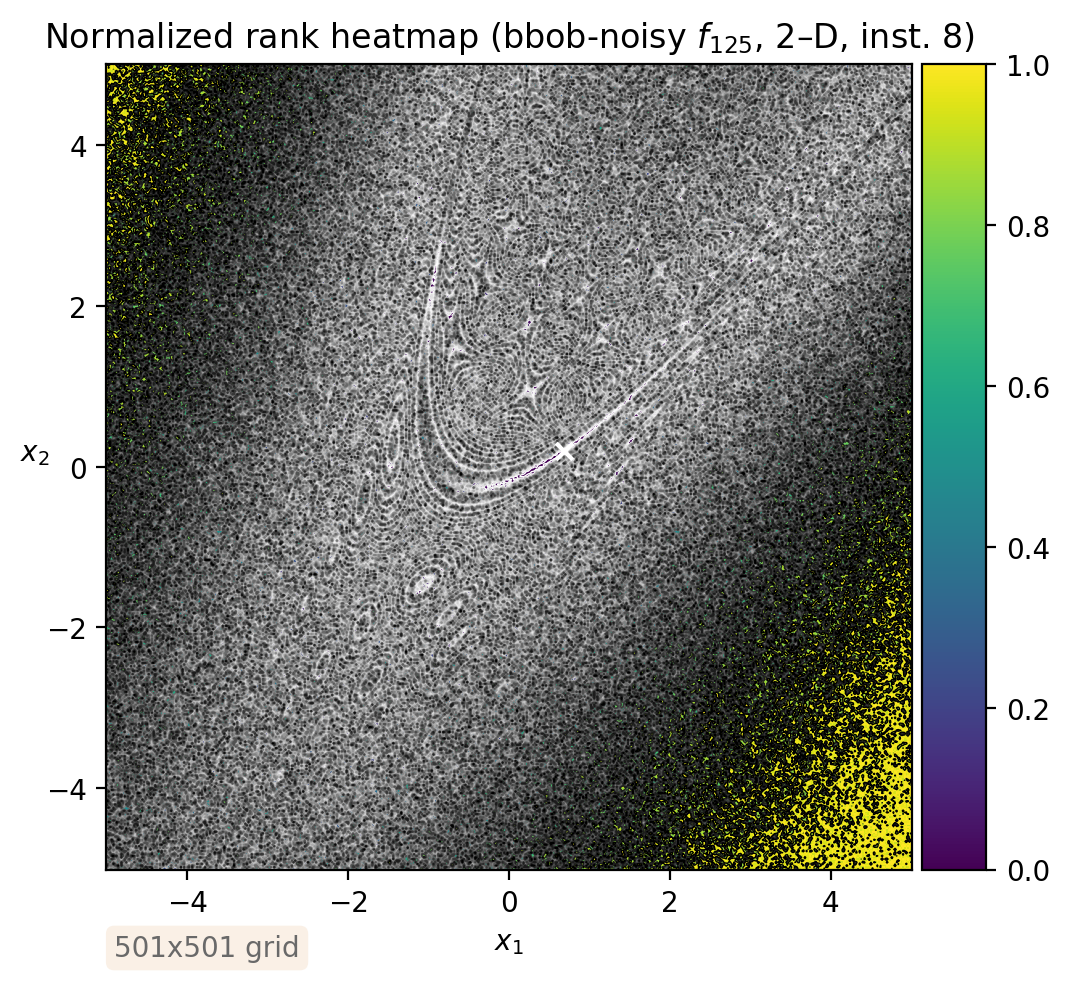 Normalized rank heatmap (bbob-noisy f₁₂₅, 2–D, inst. 8)
1.0
0.8
0.6
0.4
0.2
0.0
x₂
4
2
0
−2
−4
−4 −2 0 2 4
x₁
501x501 grid